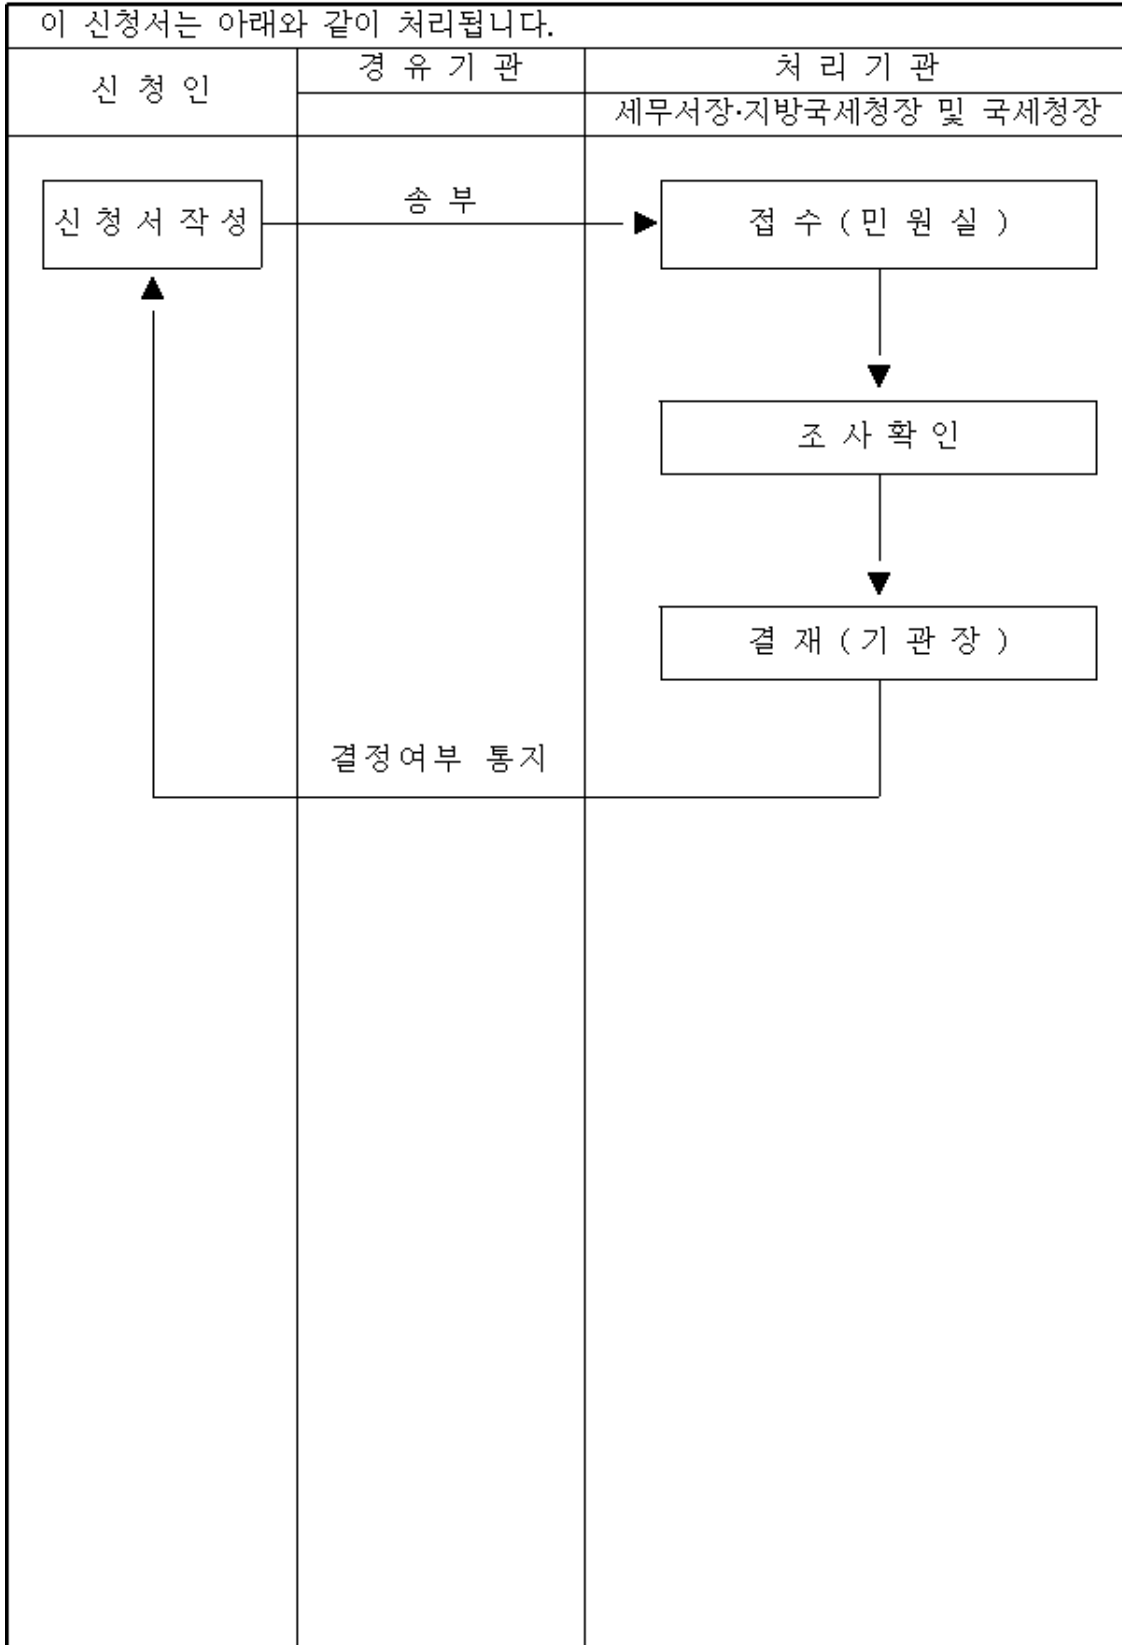 이 신청서는 아래와 같이 처리됩니다.
신 청 인
경 유 기 관
처 리 기 관
세무서장·지방국세청장 및 국세청장
신 청 서 작 성
송 부
접 수 ( 민 원 실 )
조 사 확 인
결 재 ( 기 관 장 )
결정여부 통지